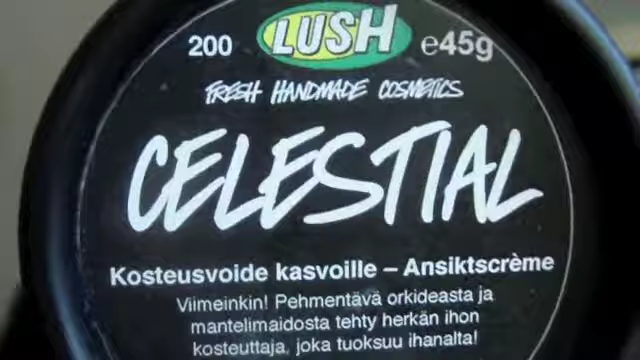 200 LUSH e45g
FRESH HANDMADE COSMETICS
CELESTIAL
Kosteusvoide kasvoille – Ansiktscrème
Viimeinkin! Pehmentävä orkideasta ja
mantelimaidosta tehty herkän ihon
kosteuttaja, joka tuoksuu ihanalta!